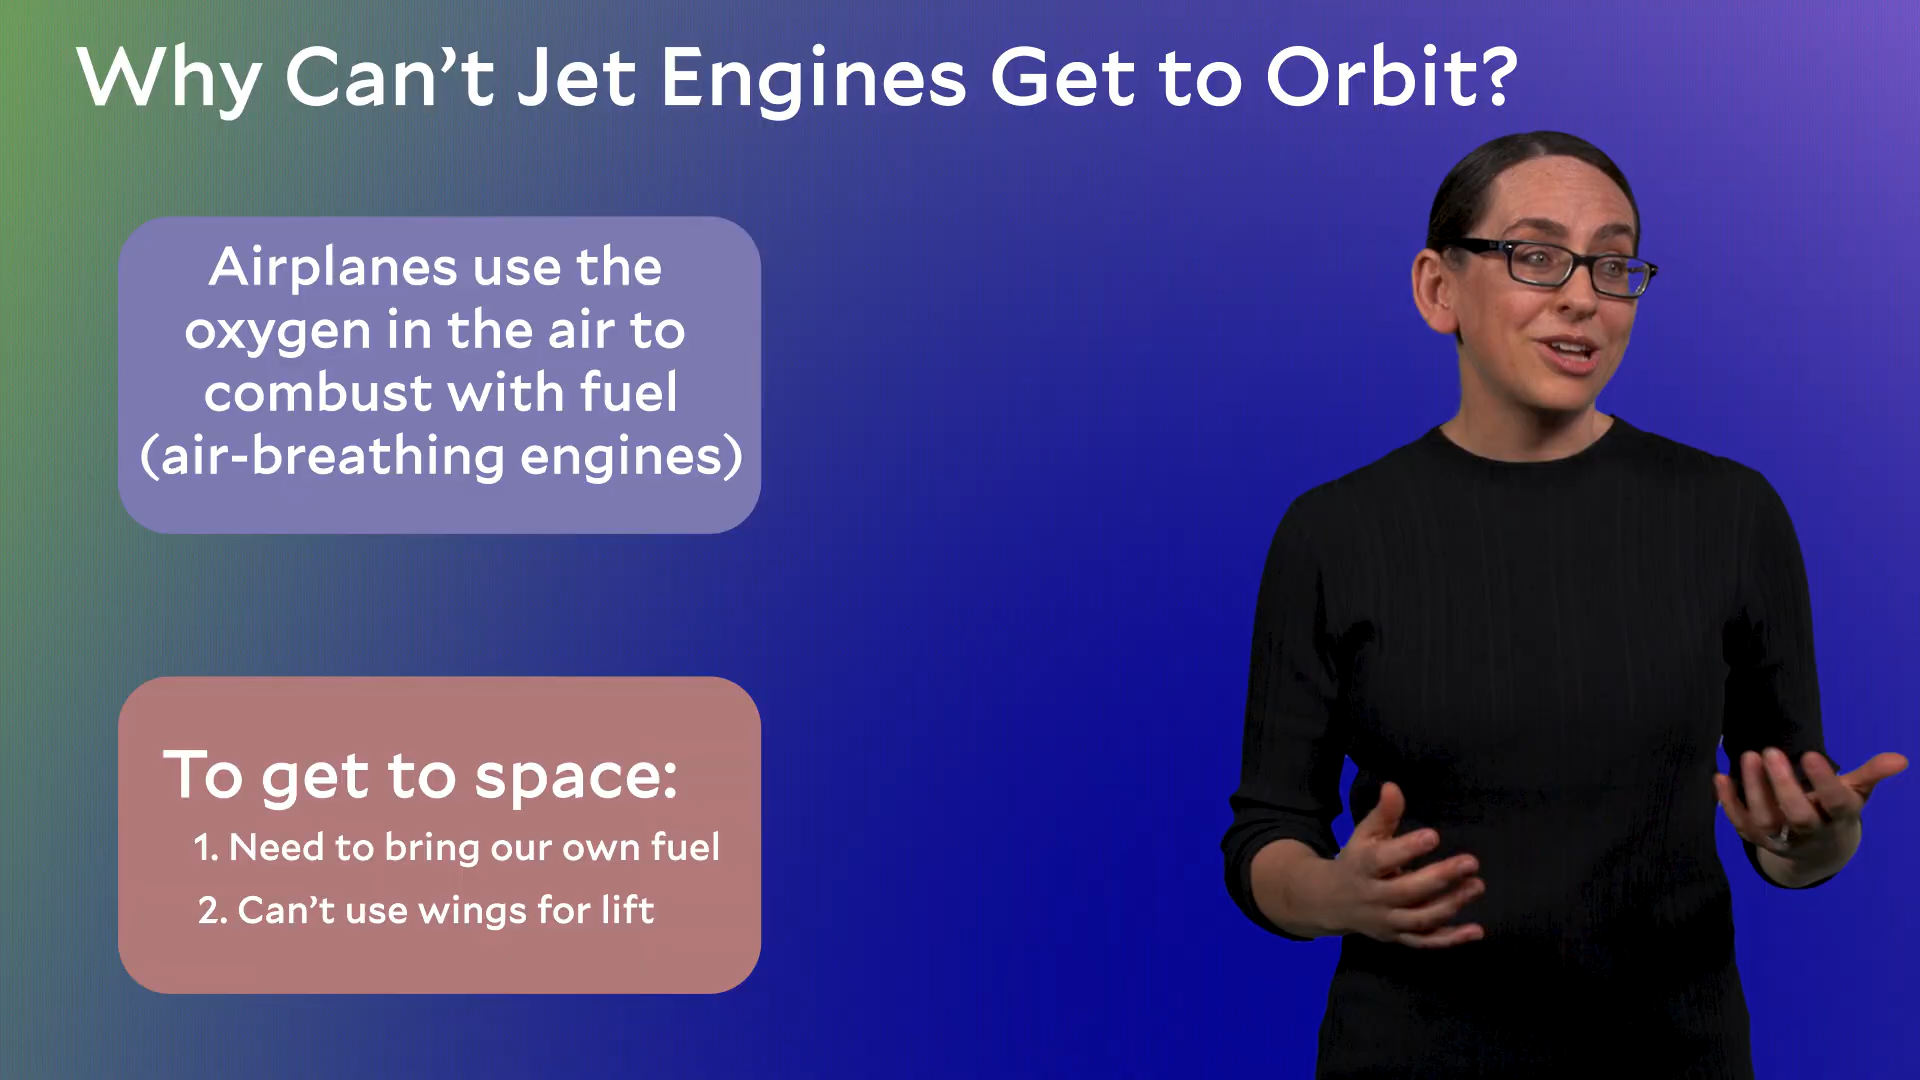 Why Can’t Jet Engines Get to Orbit?
Airplanes use the
oxygen in the air to
combust with fuel
(air-breathing engines)
To get to space:
1. Need to bring our own fuel
2. Can’t use wings for lift